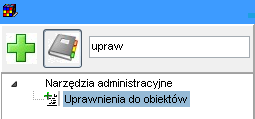 upraw
Narzędzia administracyjne
Uprawnienia do obiektów